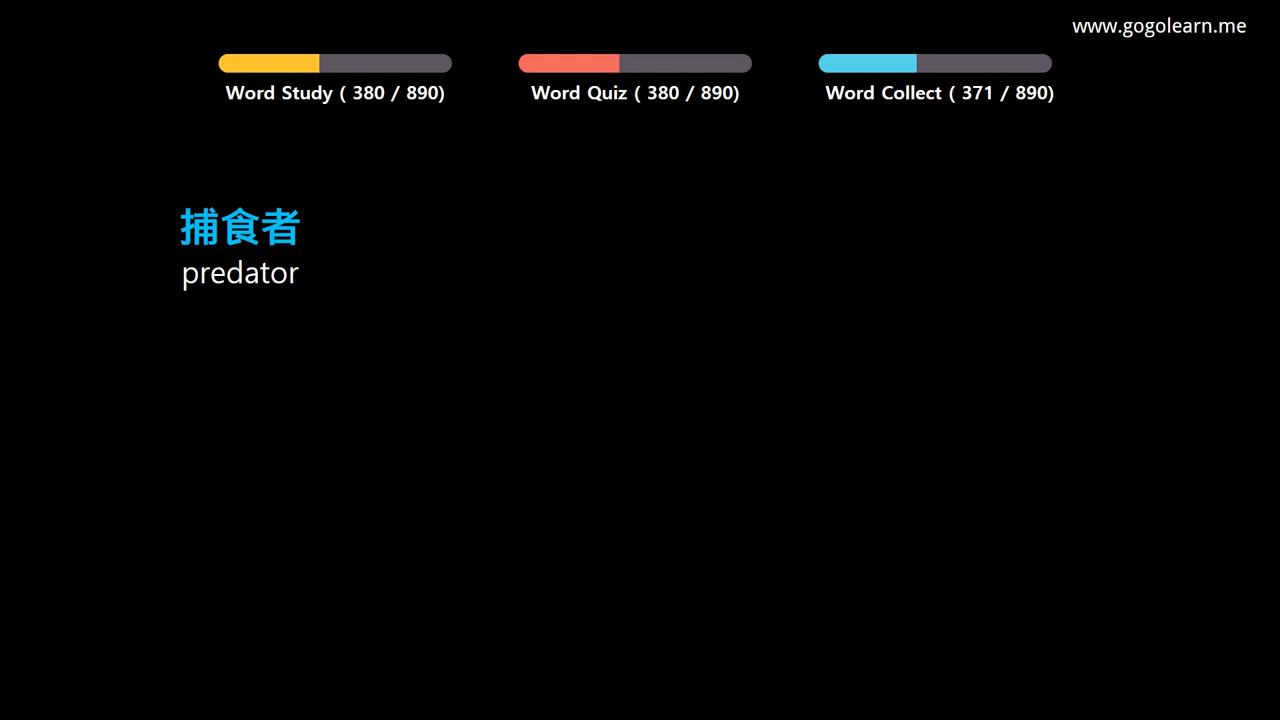 www.gogolearn.me
Word Study ( 380 / 890)
Word Quiz ( 380 / 890)
Word Collect ( 371 / 890)
捕食者
predator